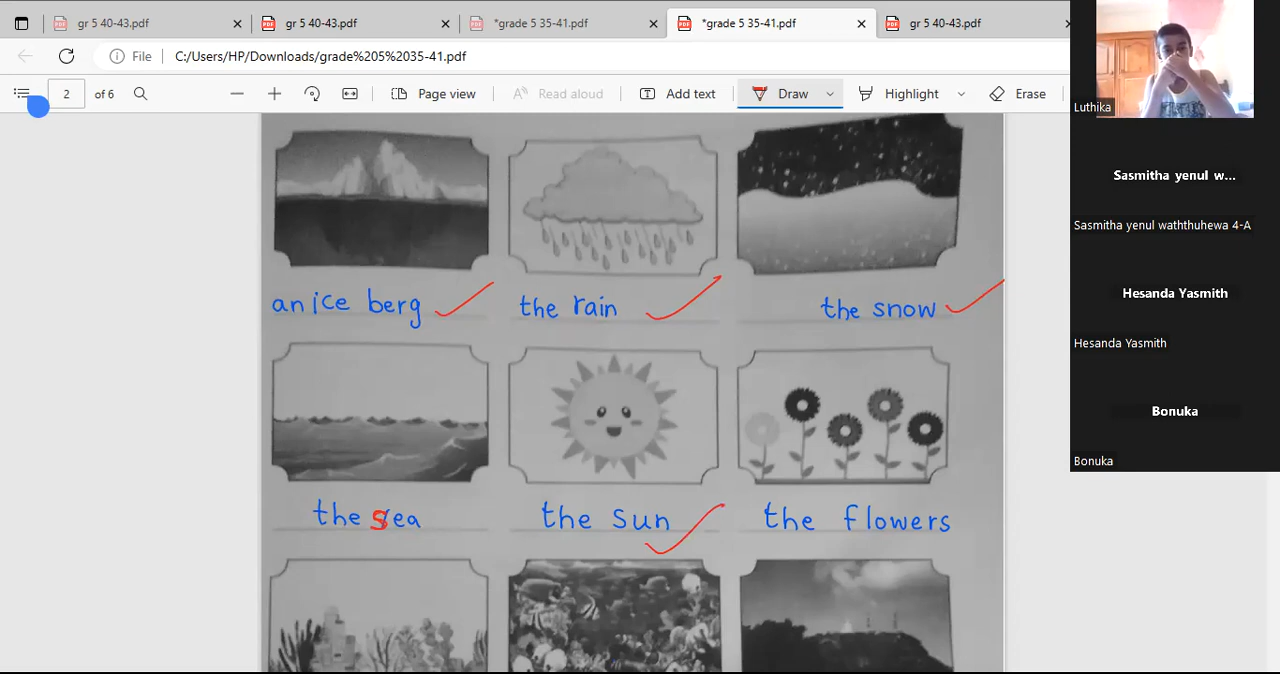 gr 5 40-43.pdf
gr 5 40-43.pdf
*grade 5 35-41.pdf
*grade 5 35-41.pdf
gr 5 40-43.pdf
File
C:/Users/HP/Downloads/grade%205%2035-41.pdf
2 of 6
Page view
Read aloud
Add text
Draw
Highlight
Erase
an ice berg
the rain
the snow
the sea
the sun
the flowers
Luthika
Sasmitha yenul w...
Sasmitha yenul waththuhewa 4-A
Hesanda Yasmith
Hesanda Yasmith
Bonuka
Bonuka